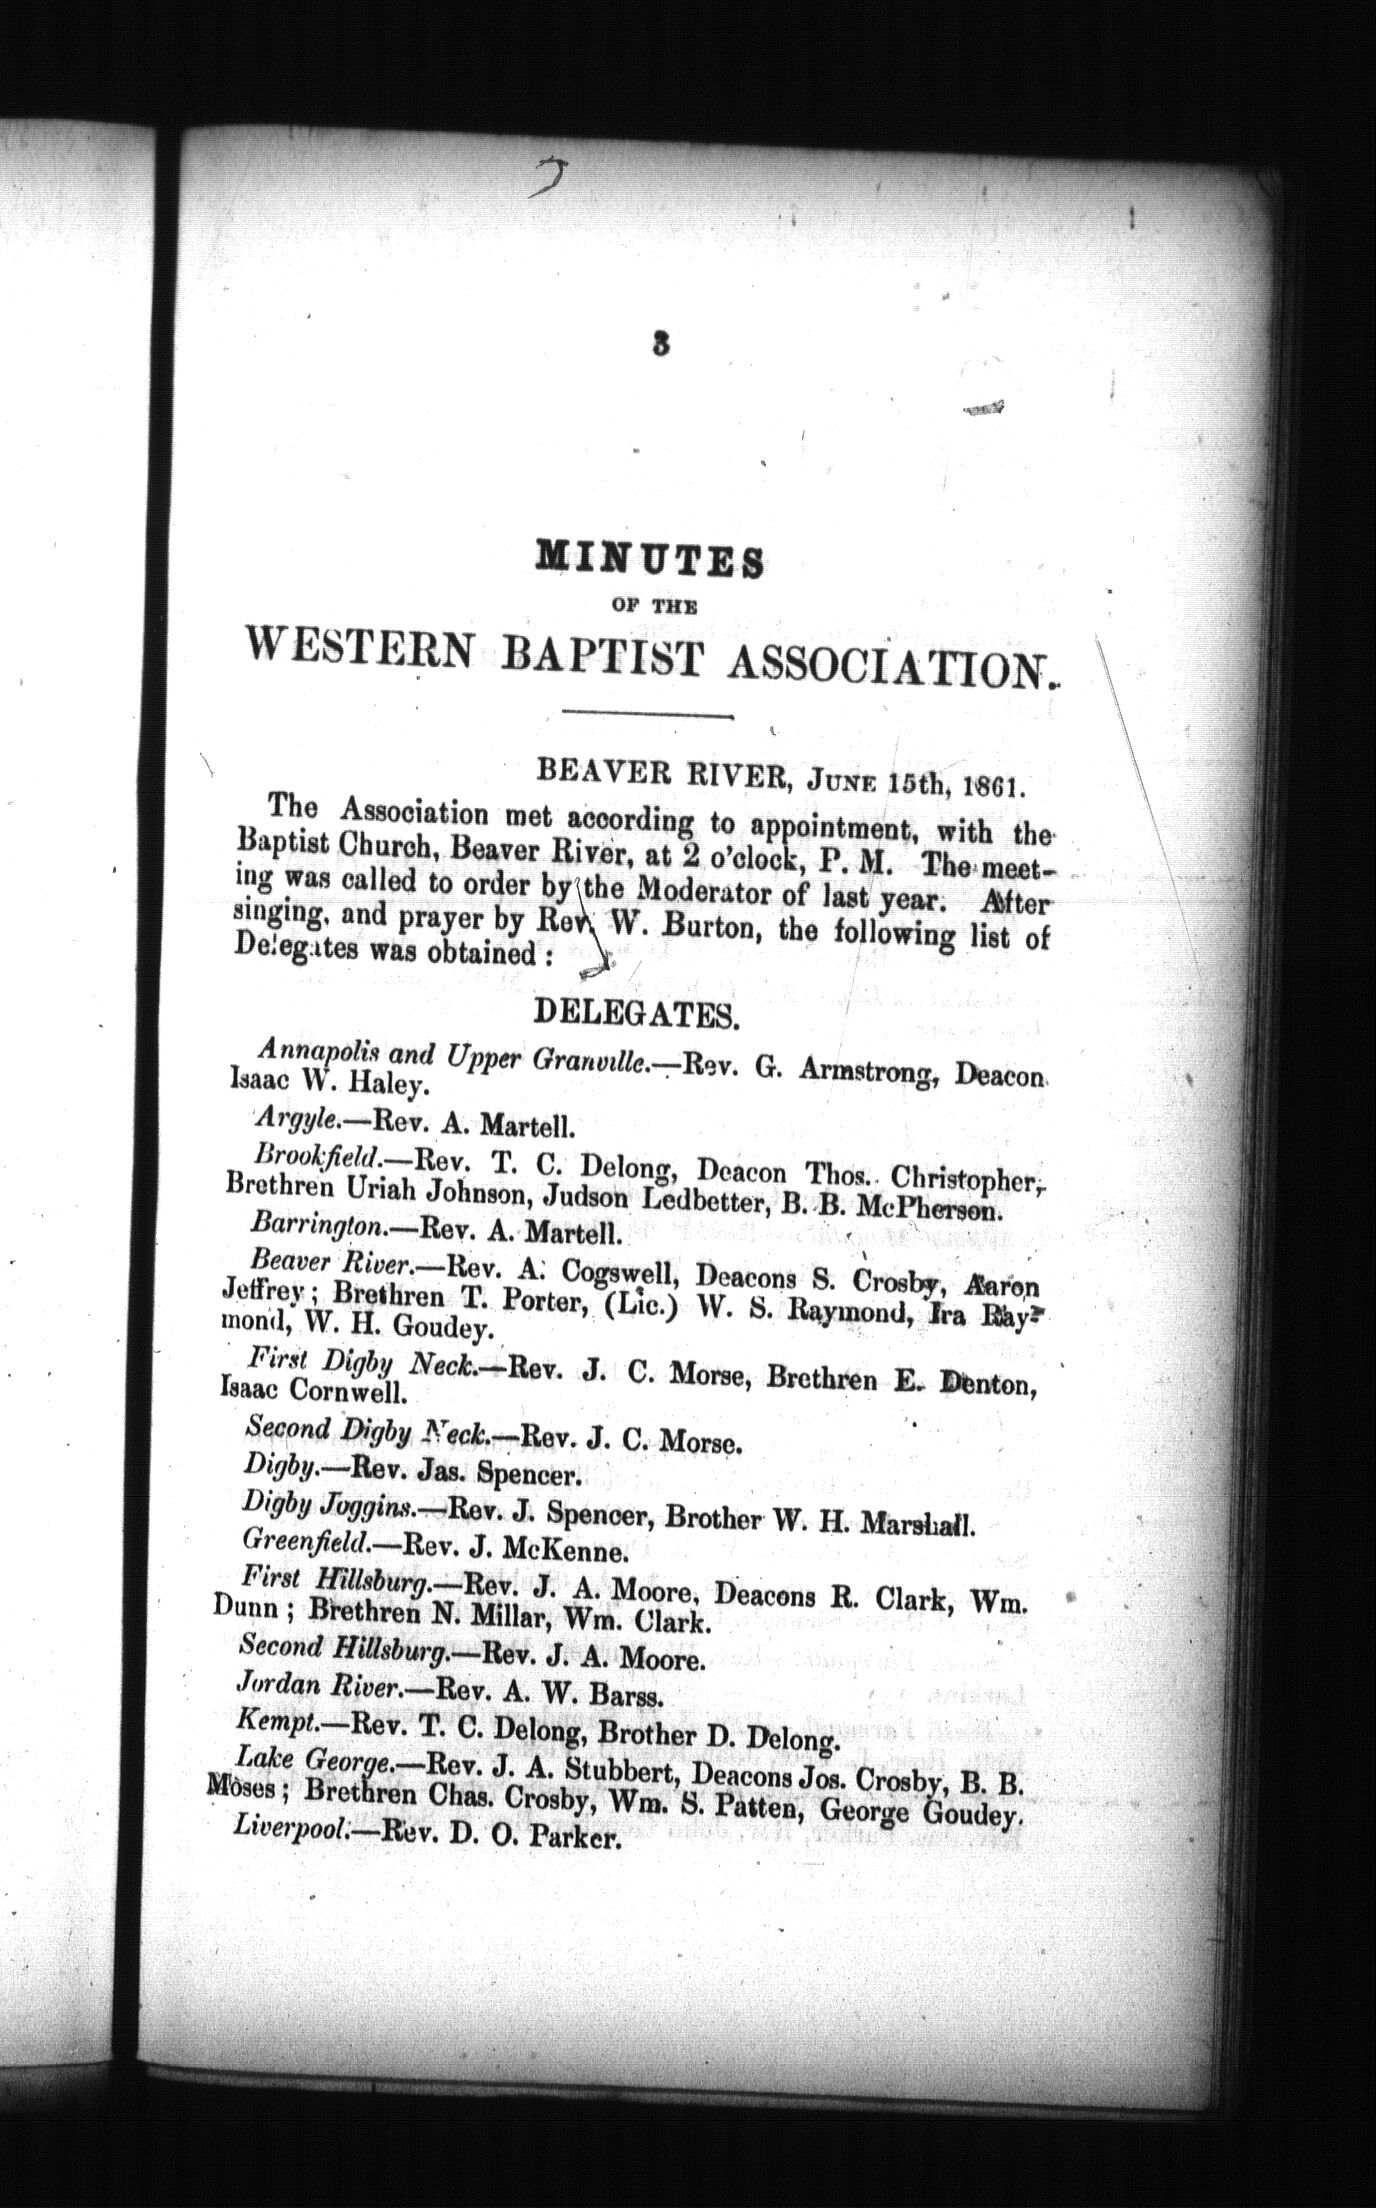 3
MINUTES
OF THE
WESTERN BAPTIST ASSOCIATION.
BEAVER RIVER, JUNE 15th, 1861.
The Association met according to appointment, with the
Baptist Church, Beaver River, at 2 o'clock, P. M. The meet-
ing was called to order by the Moderator of last year. After
singing, and prayer by Rev. W. Burton, the following list of
Delegates was obtained :
DELEGATES.
Annapolis and Upper Granville.—Rev. G. Armstrong, Deacon
Isaac W. Haley.
Argyle.—Rev. A. Martell.
Brookfield.—Rev. T. C. Delong, Deacon Thos. Christopher,
Brethren Uriah Johnson, Judson Ledbetter, B. B. McPherson.
Barrington.—Rev. A. Martell.
Beaver River.—Rev. A. Cogswell, Deacons S. Crosby, Aaron
Jeffrey ; Brethren T. Porter, (Lic.) W. S. Raymond, Ira Ray-
mond, W. H. Goudey.
First Digby Neck.—Rev. J. C. Morse, Brethren E. Denton,
Isaac Cornwell.
Second Digby Neck.—Rev. J. C. Morse.
Digby.—Rev. Jas. Spencer.
Digby Joggins.—Rev. J. Spencer, Brother W. H. Marshall.
Greenfield.—Rev. J. McKenne.
First Hillsburg.—Rev. J. A. Moore, Deacons R. Clark, Wm.
Dunn ; Brethren N. Millar, Wm. Clark.
Second Hillsburg.—Rev. J. A. Moore.
Jordan River.—Rev. A. W. Barss.
Kempt.—Rev. T. C. Delong, Brother D. Delong.
Lake George.—Rev. J. A. Stubbert, Deacons Jos. Crosby, B. B.
Moses ; Brethren Chas. Crosby, Wm. S. Patten, George Goudey.
Liverpool.—Rev. D. O. Parker.